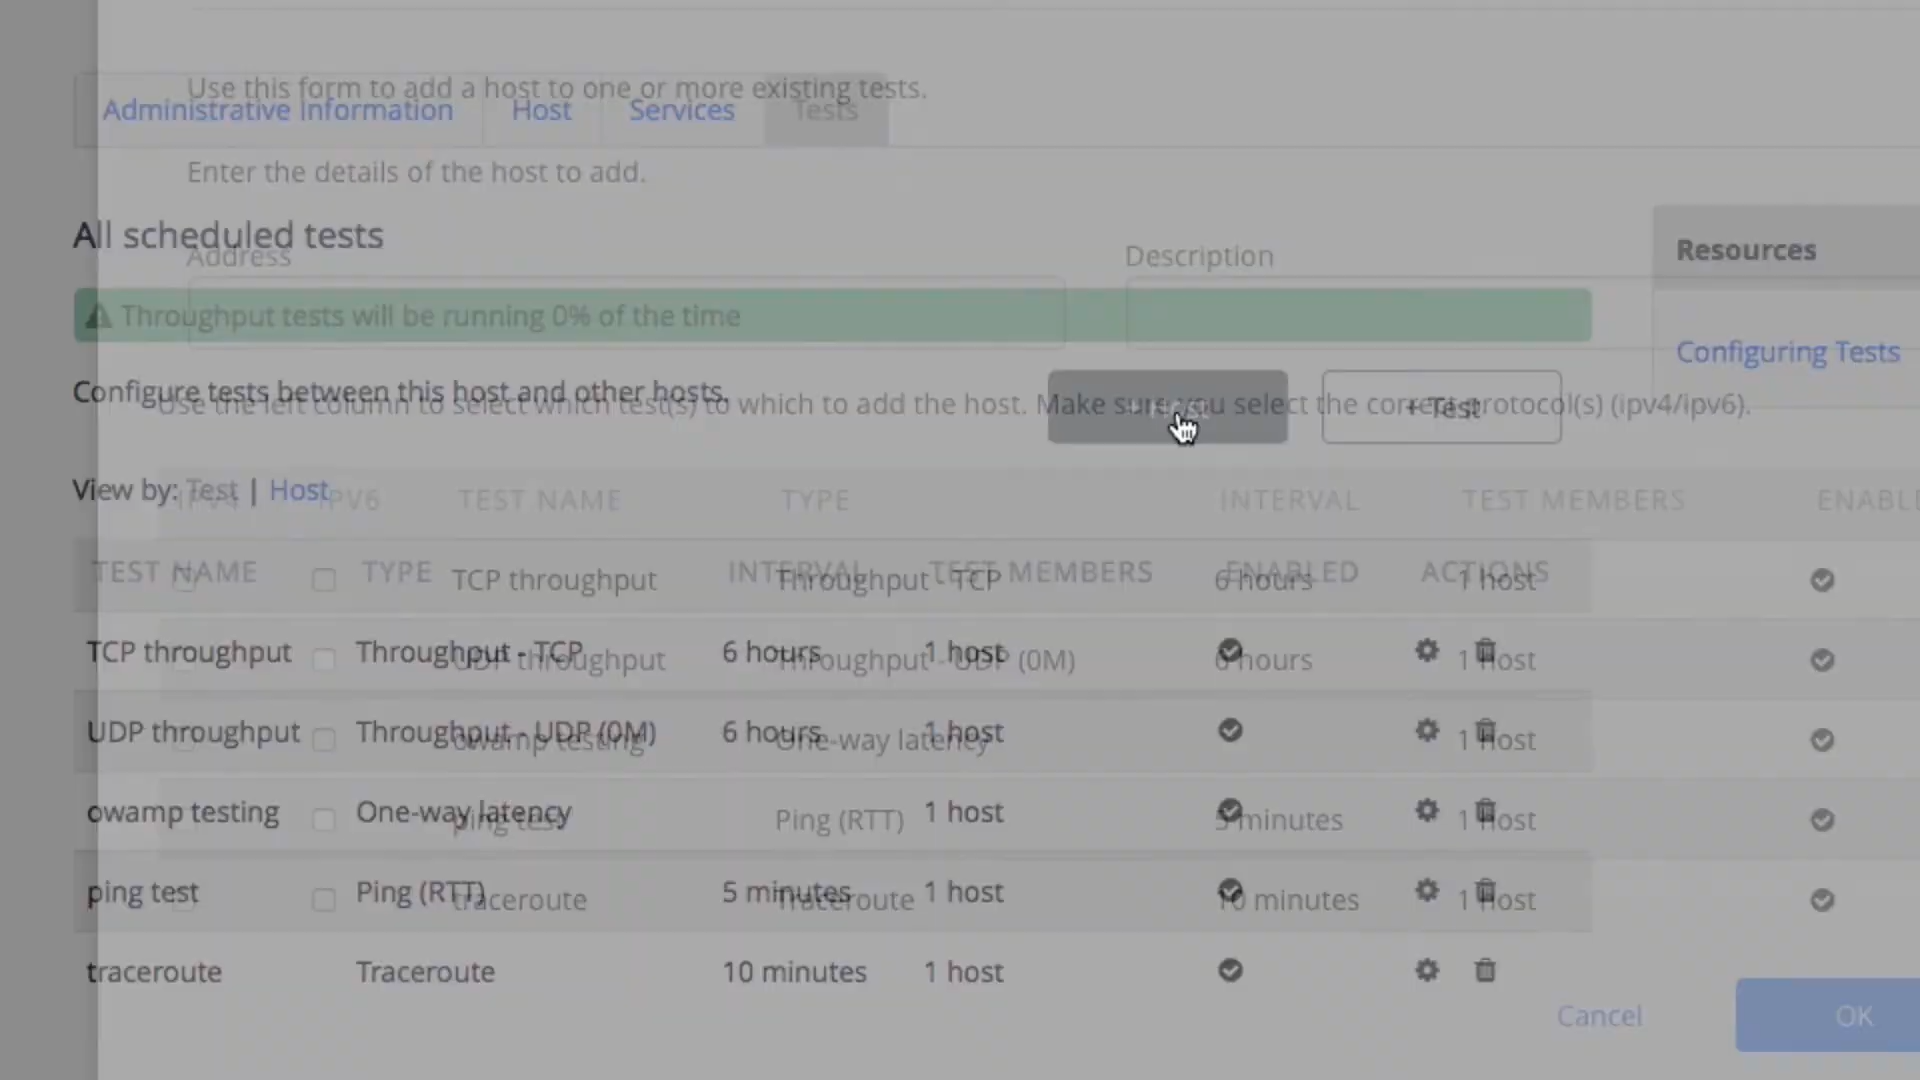 Use this form to add a host to one or more existing tests.
Administrative Information Host Services Tests
Enter the details of the host to add.
All scheduled tests
Resources
Address Description
Throughput tests will be running 0% of the time
Configuring Tests
Configure tests between this host and other hosts.
Use the left column to select which test(s) to which to add the host. Make sure you select the correct protocol(s) (ipv4/ipv6).
+ Host + Test
View by: Test | Host
IPV4 IPV6 TEST NAME TYPE INTERVAL TEST MEMBERS
TEST NAME TYPE INTERVAL TEST MEMBERS ENABLED ACTIONS
TCP throughput Throughput - TCP 6 hours 1 host
TCP throughput Throughput - TCP 6 hours 1 host
UDP throughput Throughput - UDP (0M) 6 hours 1 host
UDP throughput Throughput - UDP (0M) 6 hours 1 host
owamp testing One-way latency 1 host
owamp testing One-way latency 1 host
ping test Ping (RTT) 5 minutes 1 host
ping test Ping (RTT) 5 minutes 1 host
traceroute Traceroute 10 minutes 1 host
traceroute Traceroute 10 minutes 1 host
Cancel OK